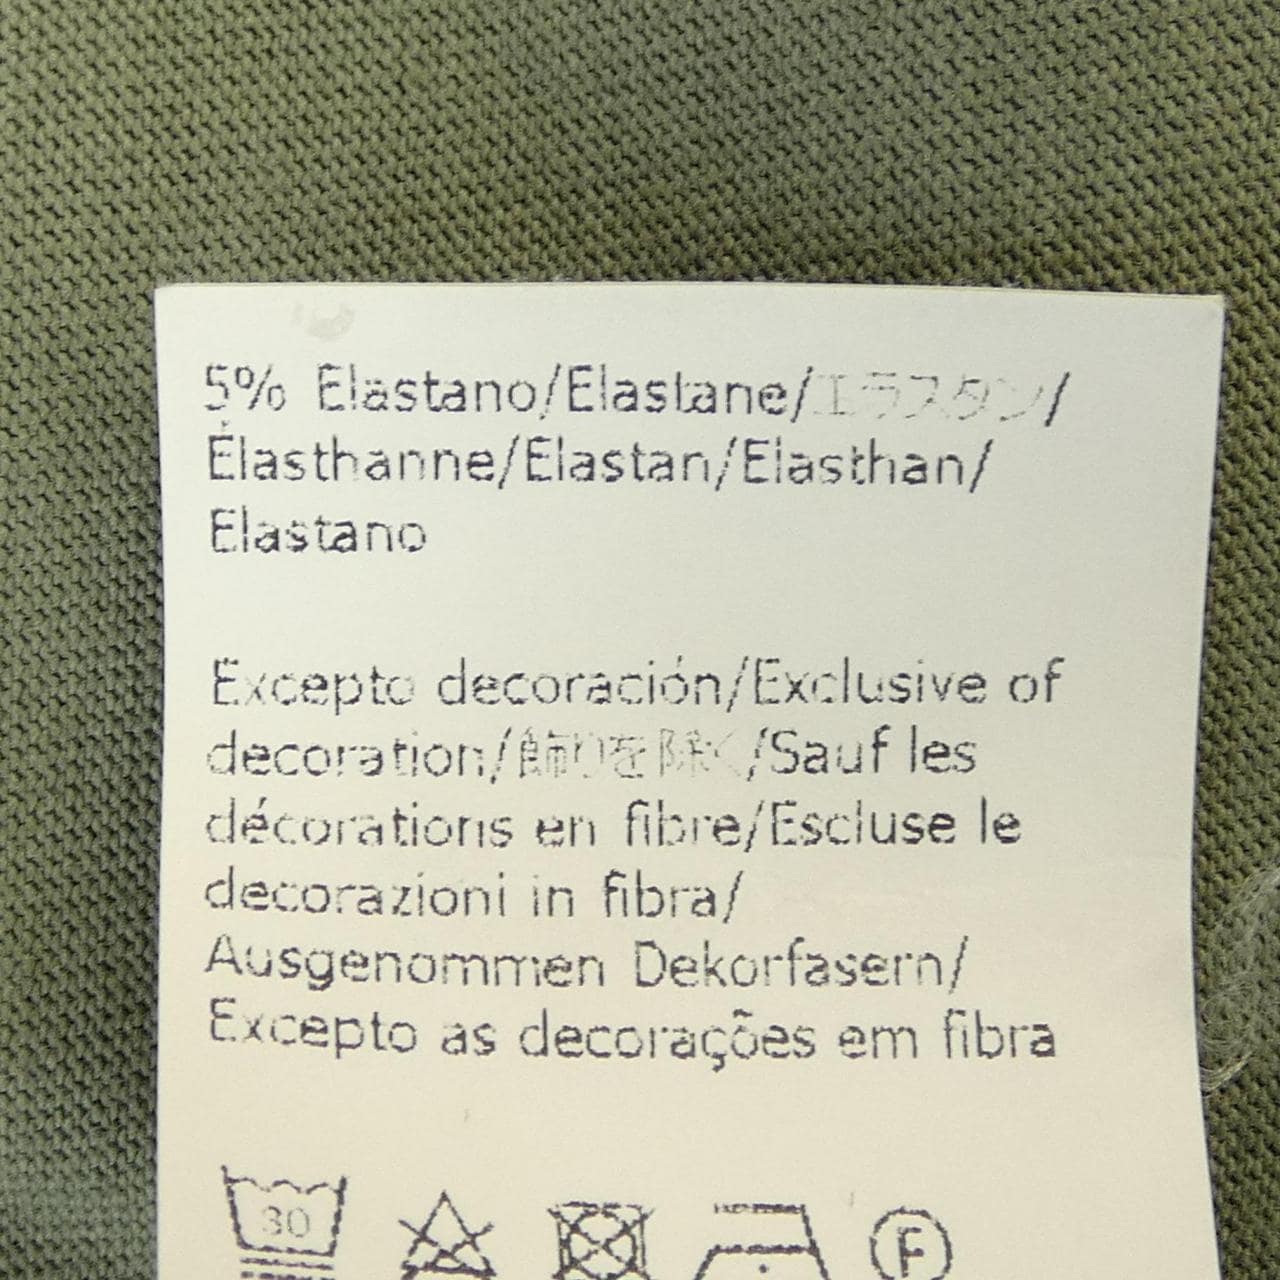 5% Elastano/Elastane/エラスタン/
Élasthanne/Elastan/Elasthan/
Elastano
Excepto decoración/Exclusive of
decoration/飾りを除く/Sauf les
décorations en fibre/Escluse le
decorazioni in fibra/
Ausgenommen Dekorfasern/
Excepto as decorações em fibra
30
F